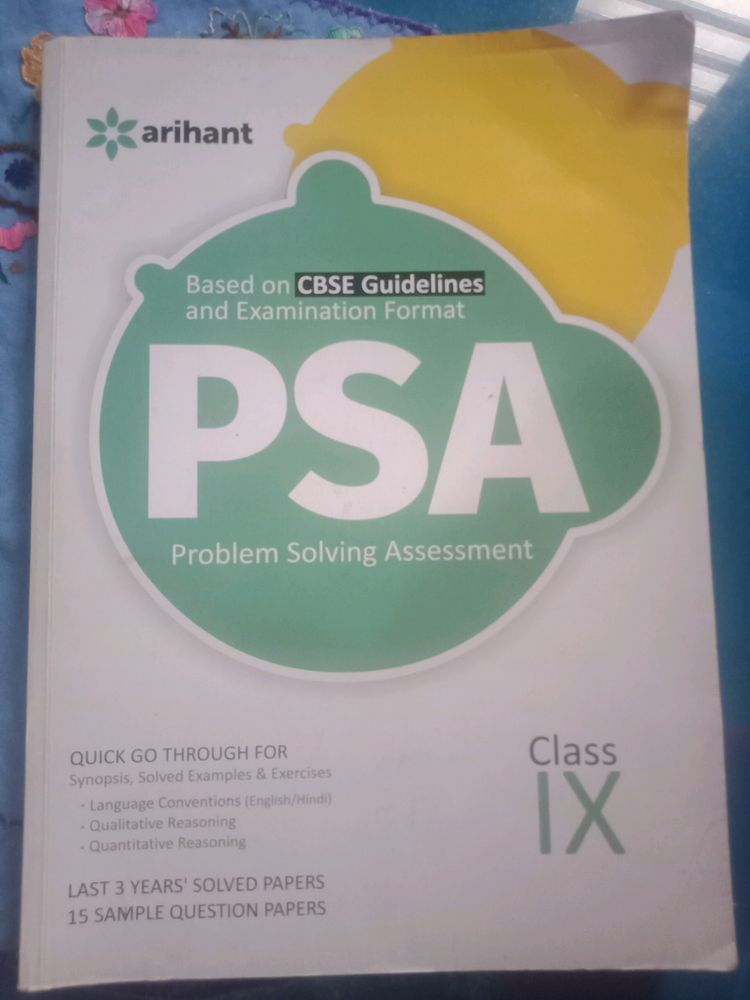 arihant
Based on CBSE Guidelines
and Examination Format
PSA
Problem Solving Assessment
QUICK GO THROUGH FOR
Synopsis, Solved Examples & Exercises
• Language Conventions (English/Hindi)
• Qualitative Reasoning
• Quantitative Reasoning
LAST 3 YEARS' SOLVED PAPERS
15 SAMPLE QUESTION PAPERS
Class
IX